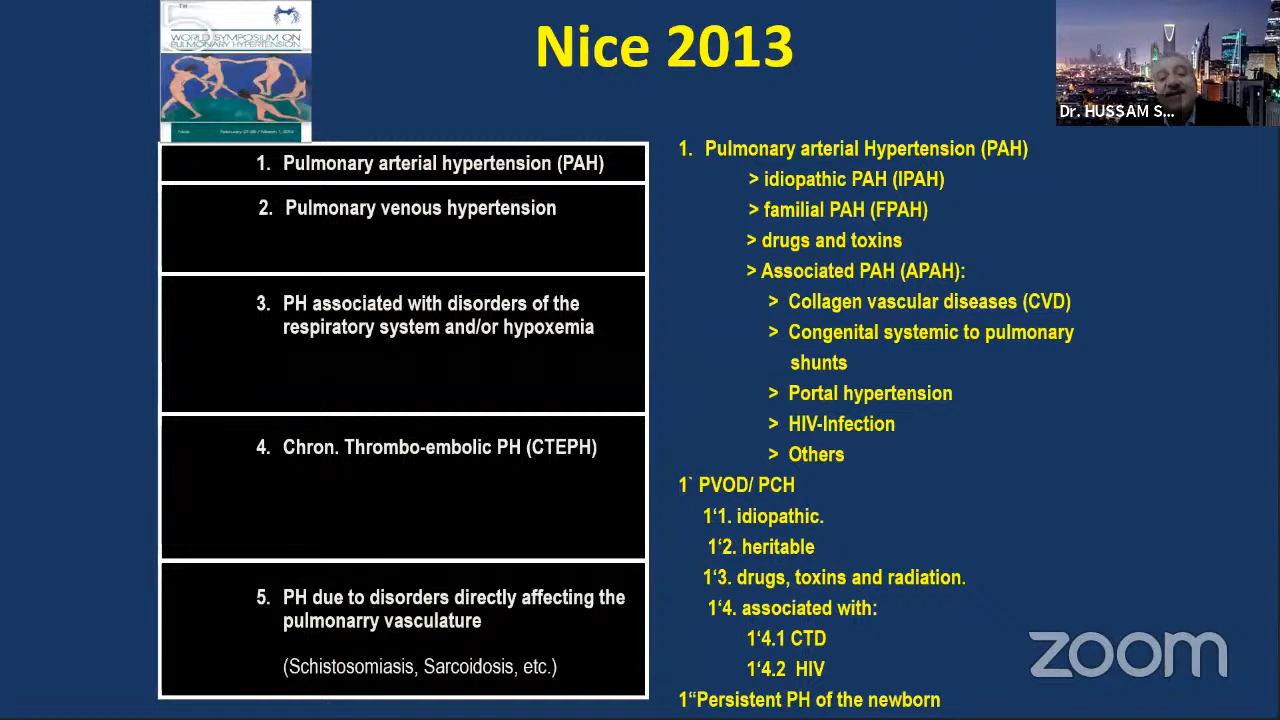 Nice 2013
5
TM
WORLD SYMPOSIUM ON
PULMONARY HYPERTENSION
Nice
Dr. HUSSAM S...
1. Pulmonary arterial hypertension (PAH)
2. Pulmonary venous hypertension
3. PH associated with disorders of the
respiratory system and/or hypoxemia
4. Chron. Thrombo-embolic PH (CTEPH)
5. PH due to disorders directly affecting the
pulmonarry vasculature
(Schistosomiasis, Sarcoidosis, etc.)
1. Pulmonary arterial Hypertension (PAH)
> idiopathic PAH (IPAH)
> familial PAH (FPAH)
> drugs and toxins
> Associated PAH (APAH):
> Collagen vascular diseases (CVD)
> Congenital systemic to pulmonary
shunts
> Portal hypertension
> HIV-Infection
> Others
1` PVOD/ PCH
1‘1. idiopathic.
1‘2. heritable
1‘3. drugs, toxins and radiation.
1‘4. associated with:
1‘4.1 CTD
1‘4.2 HIV
1“Persistent PH of the newborn
zoom